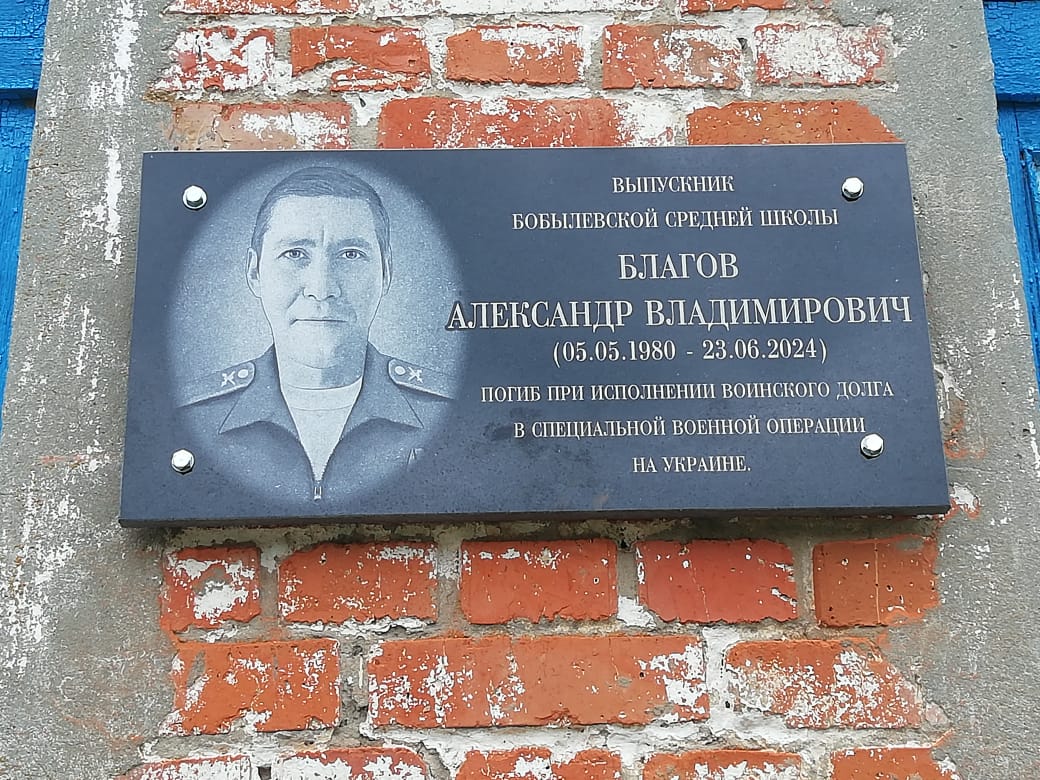 ВЫПУСКНИК
БОБЫЛЕВСКОЙ СРЕДНЕЙ ШКОЛЫ
БЛАГОВ
АЛЕКСАНДР ВЛАДИМИРОВИЧ
(05.05.1980 - 23.06.2024)
ПОГИБ ПРИ ИСПОЛНЕНИИ ВОИНСКОГО ДОЛГА
В СПЕЦИАЛЬНОЙ ВОЕННОЙ ОПЕРАЦИИ
НА УКРАИНЕ.